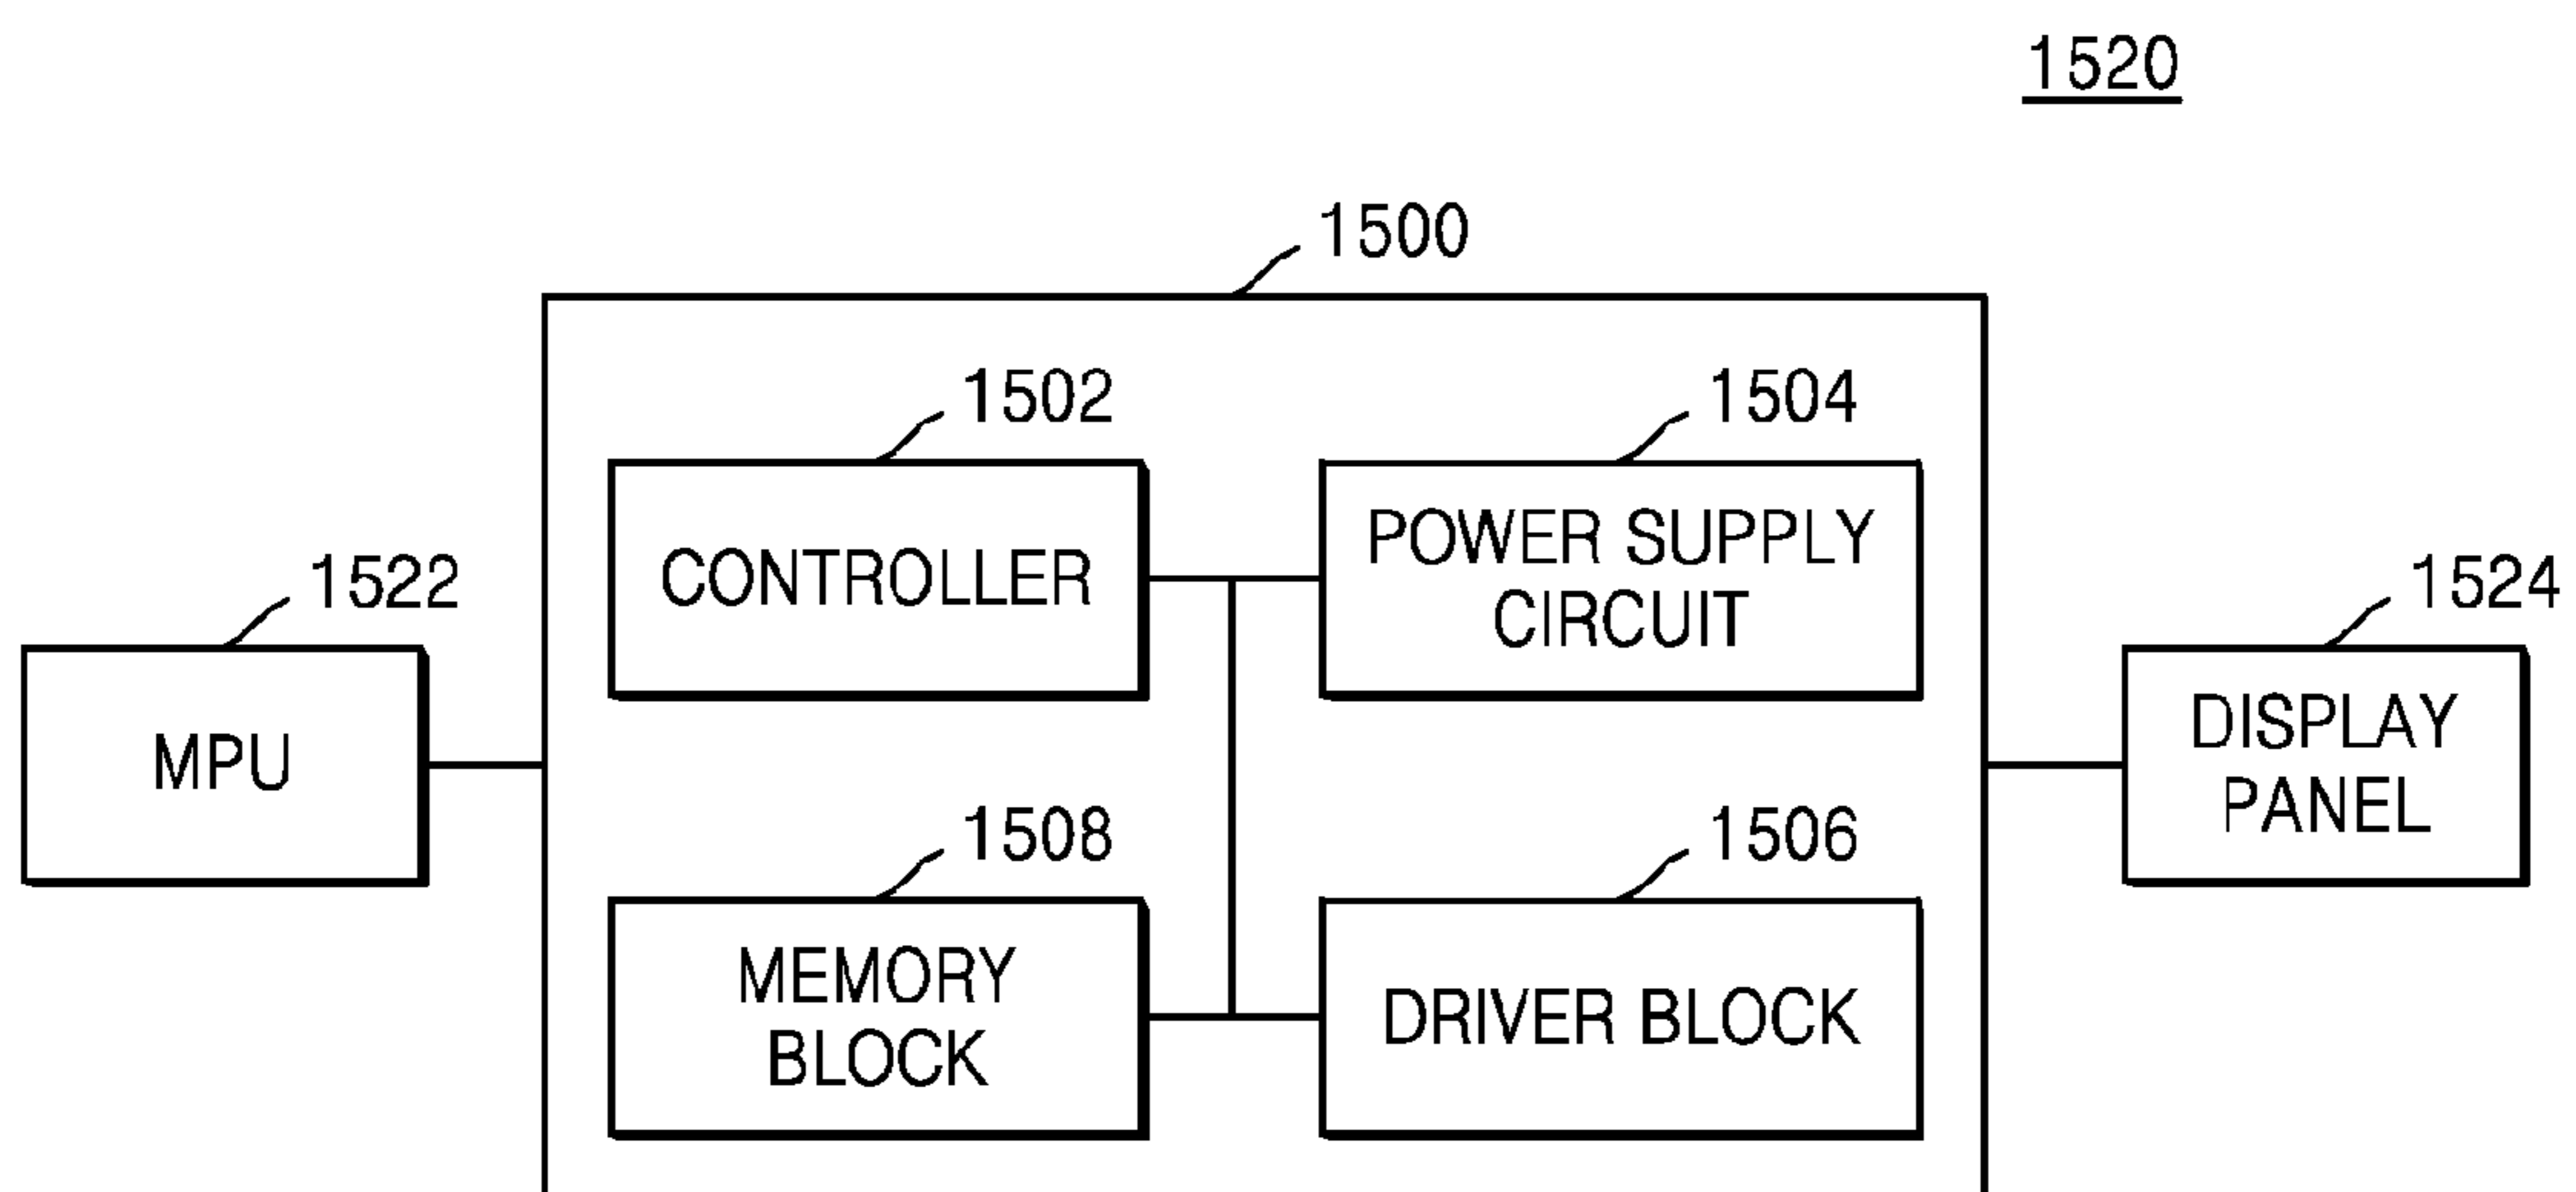 1520
1500
1502
1504
CONTROLLER
POWER SUPPLY
CIRCUIT
1522
MPU
1524
DISPLAY
PANEL
1508
1506
MEMORY
BLOCK
DRIVER BLOCK